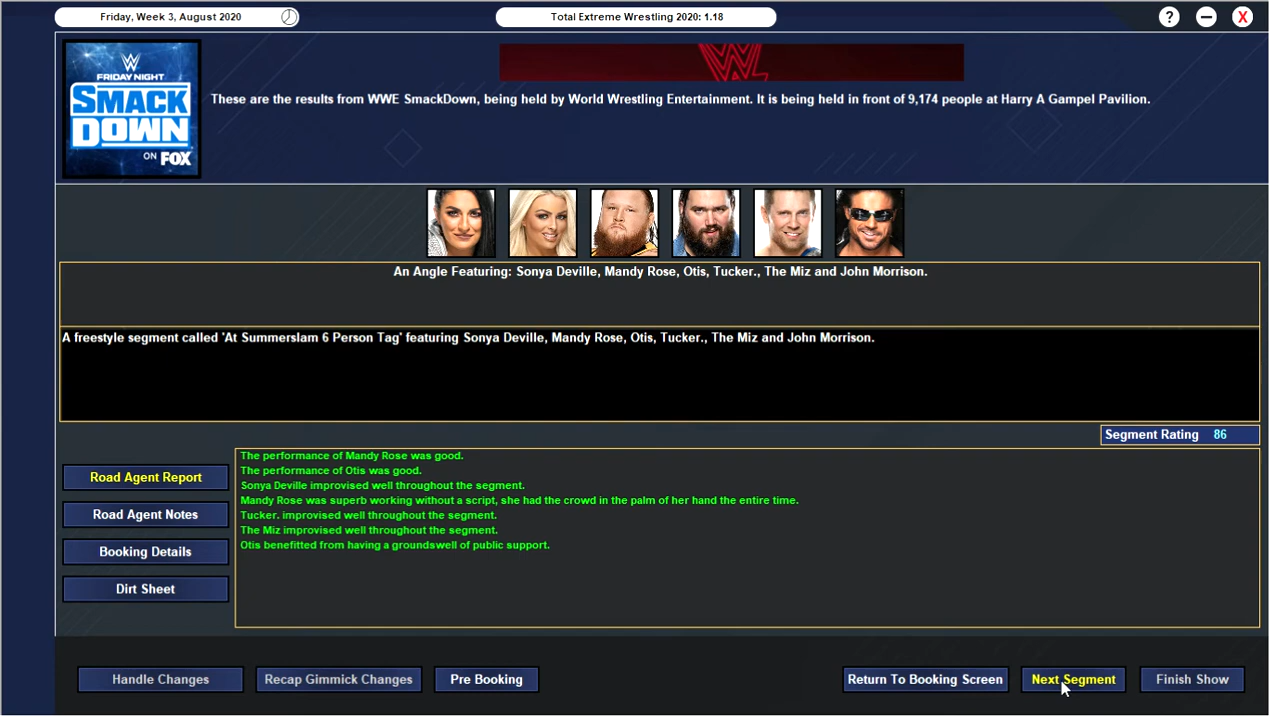 Friday, Week 3, August 2020
Total Extreme Wrestling 2020: 1.18
?
X
FRIDAY NIGHT
SMACK
DOWN
ON FOX
These are the results from WWE SmackDown, being held by World Wrestling Entertainment. It is being held in front of 9,174 people at Harry A Gampel Pavilion.
An Angle Featuring: Sonya Deville, Mandy Rose, Otis, Tucker., The Miz and John Morrison.
A freestyle segment called 'At Summerslam 6 Person Tag' featuring Sonya Deville, Mandy Rose, Otis, Tucker., The Miz and John Morrison.
Segment Rating 86
Road Agent Report
Road Agent Notes
Booking Details
Dirt Sheet
The performance of Mandy Rose was good.
The performance of Otis was good.
Sonya Deville improvised well throughout the segment.
Mandy Rose was superb working without a script, she had the crowd in the palm of her hand the entire time.
Tucker. improvised well throughout the segment.
The Miz improvised well throughout the segment.
Otis benefitted from having a groundswell of public support.
Handle Changes
Recap Gimmick Changes
Pre Booking
Return To Booking Screen
Next Segment
Finish Show